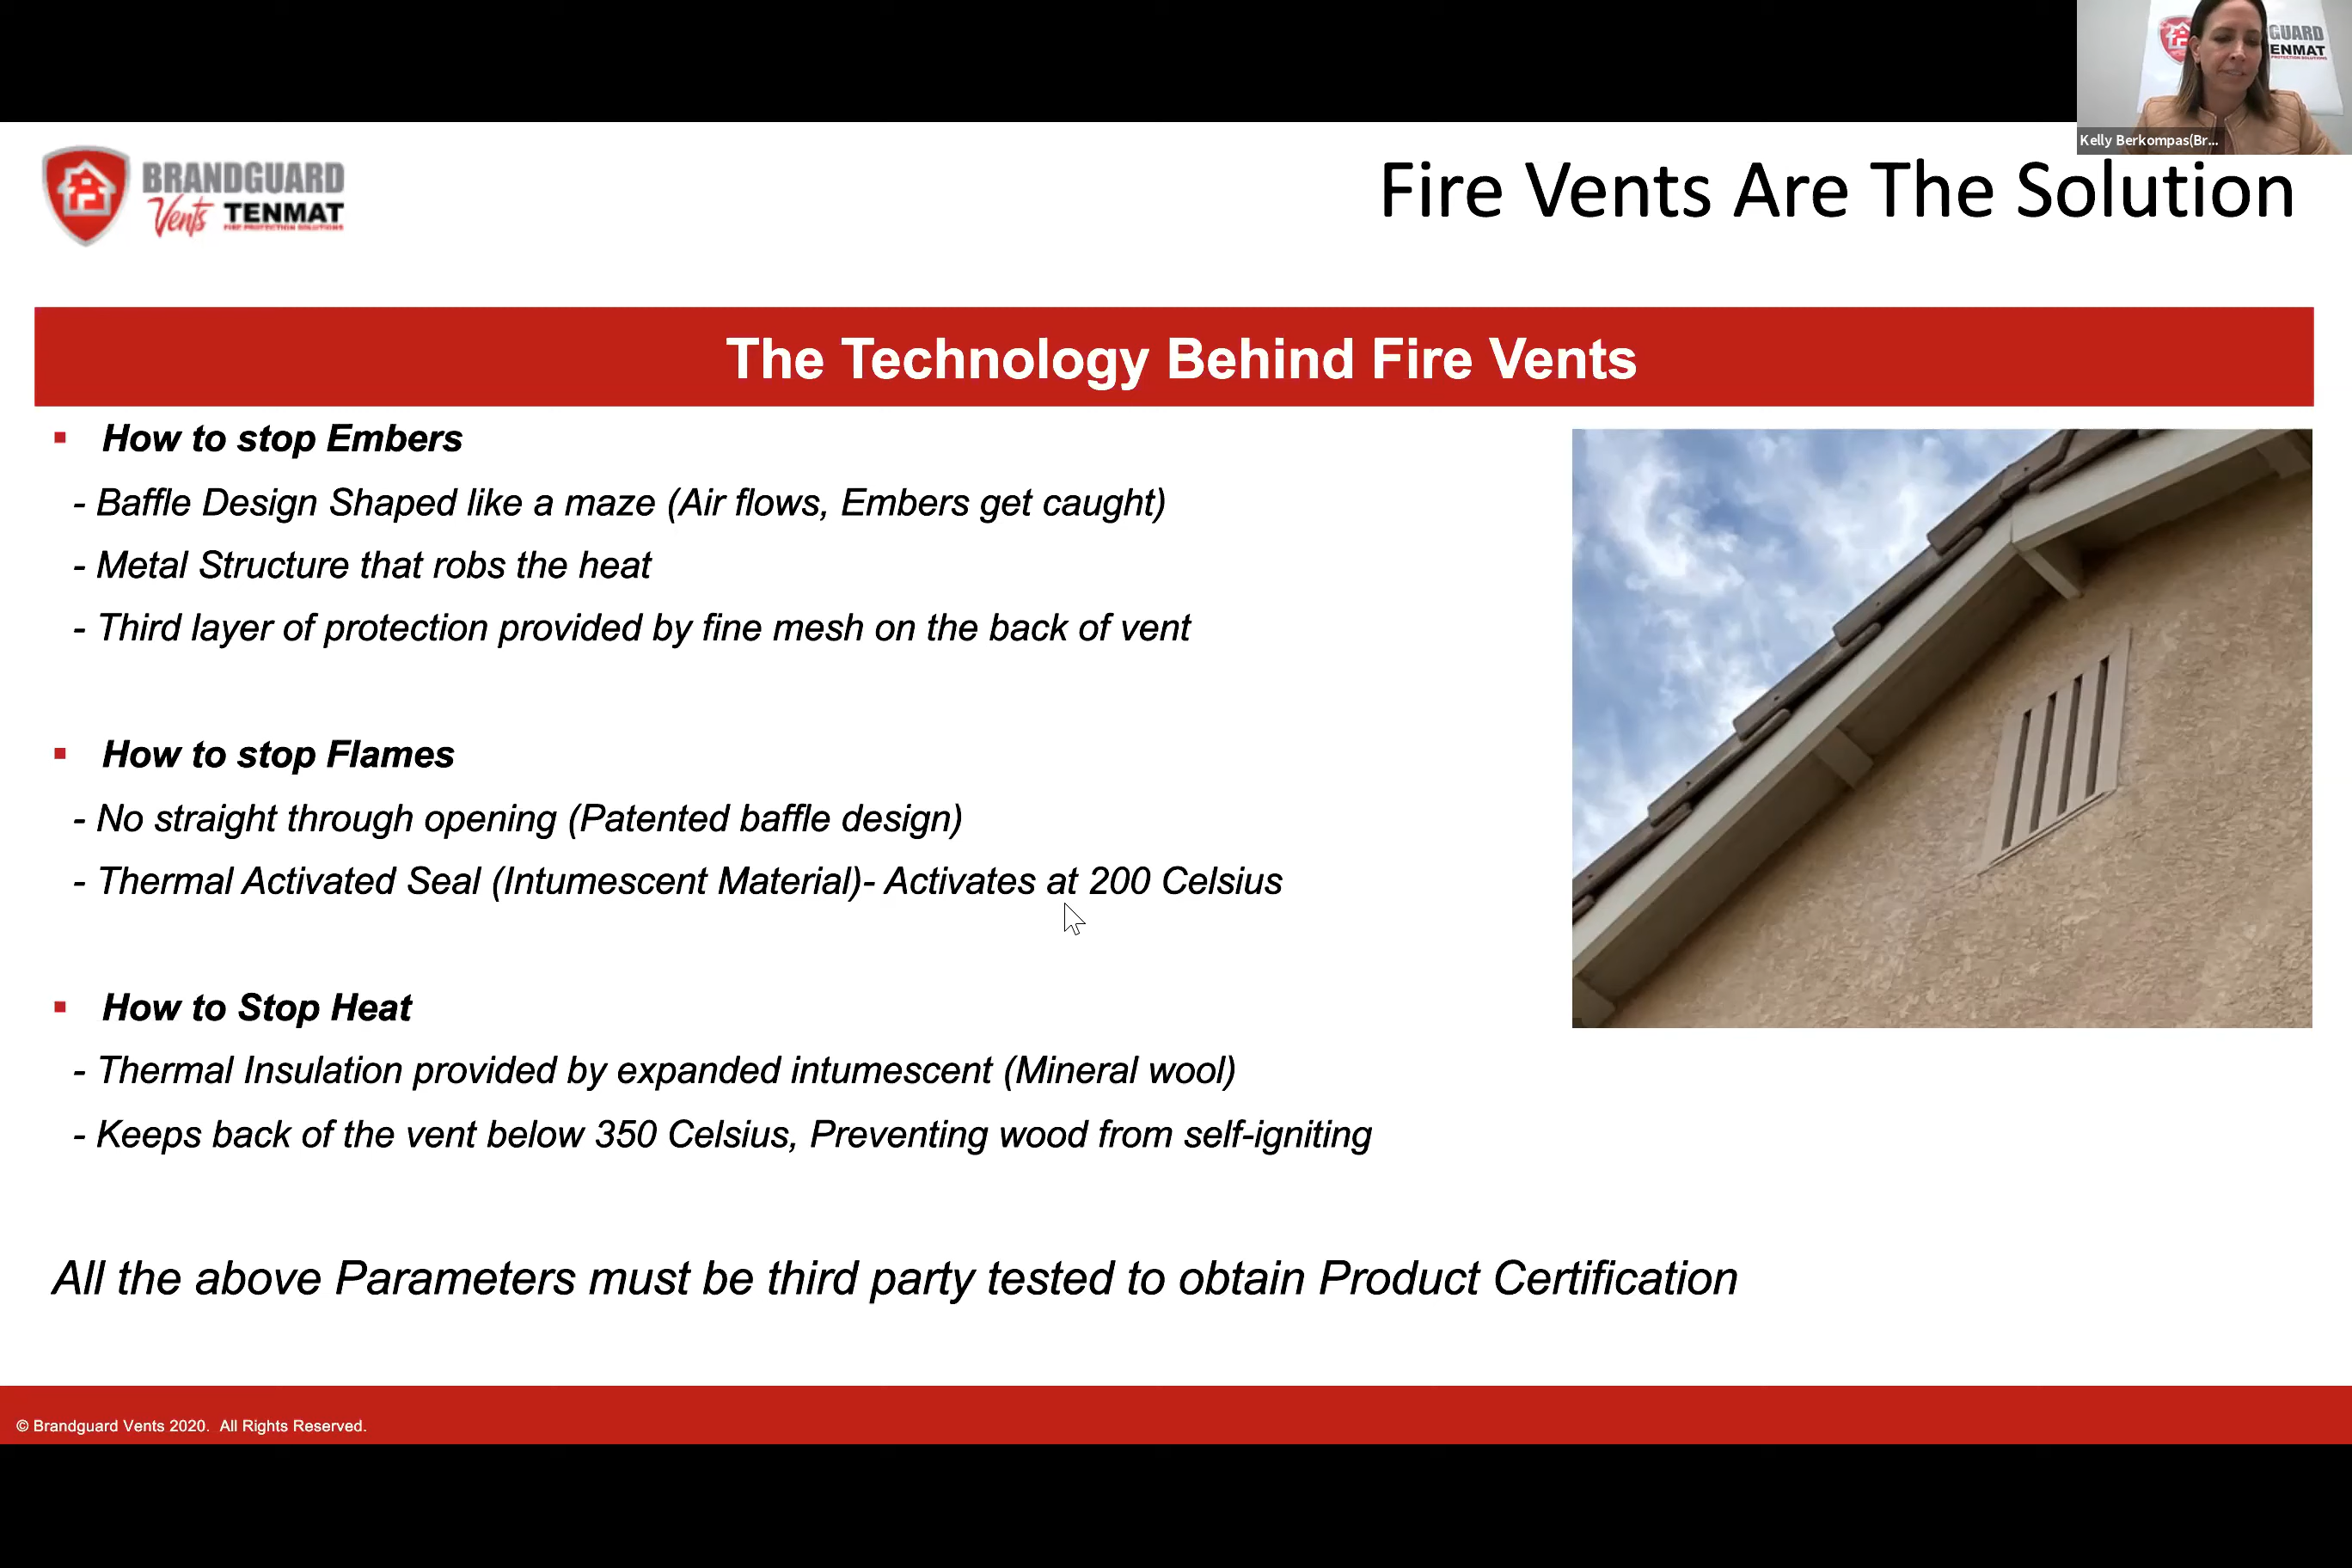 GUARD
ENMAT
PROTECTION SOLUTIONS
Kelly Berkompas(Br...
BRANDGUARD
Vents TENMAT
FIRE PROTECTION SOLUTIONS
Fire Vents Are The Solution
The Technology Behind Fire Vents
▪ How to stop Embers
- Baffle Design Shaped like a maze (Air flows, Embers get caught)
- Metal Structure that robs the heat
- Third layer of protection provided by fine mesh on the back of vent
▪ How to stop Flames
- No straight through opening (Patented baffle design)
- Thermal Activated Seal (Intumescent Material)- Activates at 200 Celsius
▪ How to Stop Heat
- Thermal Insulation provided by expanded intumescent (Mineral wool)
- Keeps back of the vent below 350 Celsius, Preventing wood from self-igniting
All the above Parameters must be third party tested to obtain Product Certification
© Brandguard Vents 2020. All Rights Reserved.